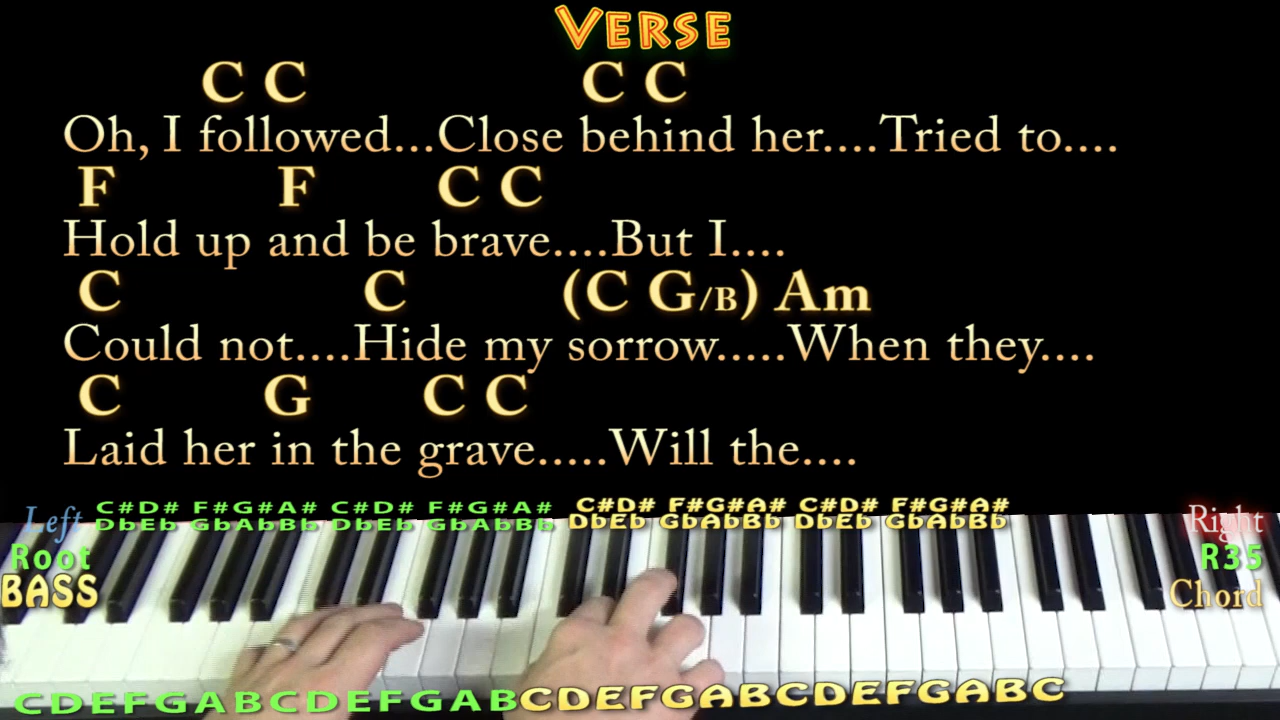 VERSE
C C C C
Oh, I followed...Close behind her....Tried to....
F F C C
Hold up and be brave....But I....
C C (C G/B) Am
Could not....Hide my sorrow.....When they....
C G C C
Laid her in the grave.....Will the....
Left C#D# F#G#A# C#D# F#G#A# C#D# F#G#A# C#D# F#G#A# Right
DbEb GbAbBb DbEb GbAbBb DbEb GbAbBb DbEb GbAbBb
Root R35
BASS Chord
CDEFGABCDEFGABCDEFGABCDEFGABC